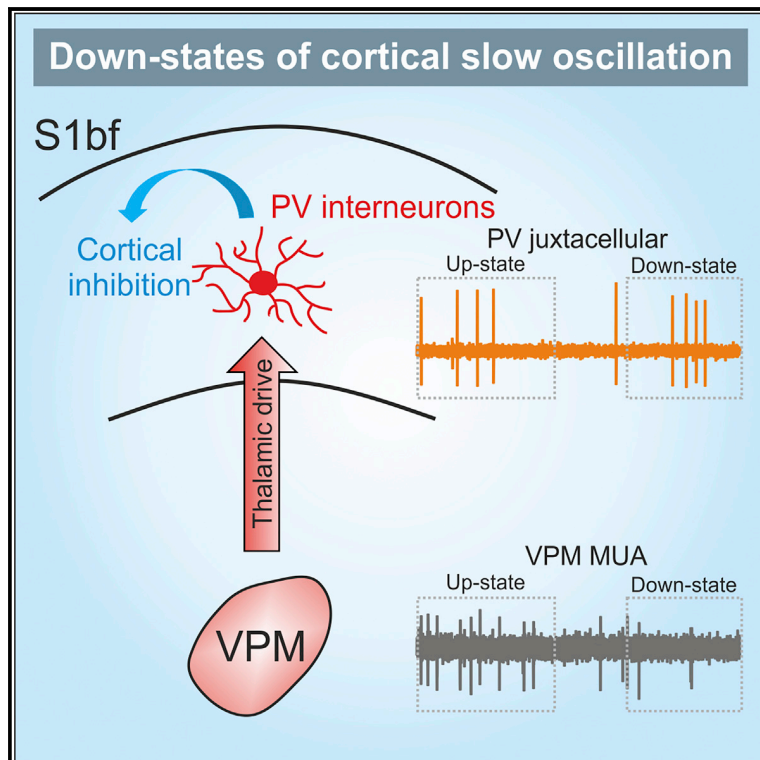 Down-states of cortical slow oscillation
S1bf
PV interneurons
Cortical
inhibition
PV juxtacellular
Up-state
Down-state
Thalamic drive
VPM
VPM MUA
Up-state
Down-state